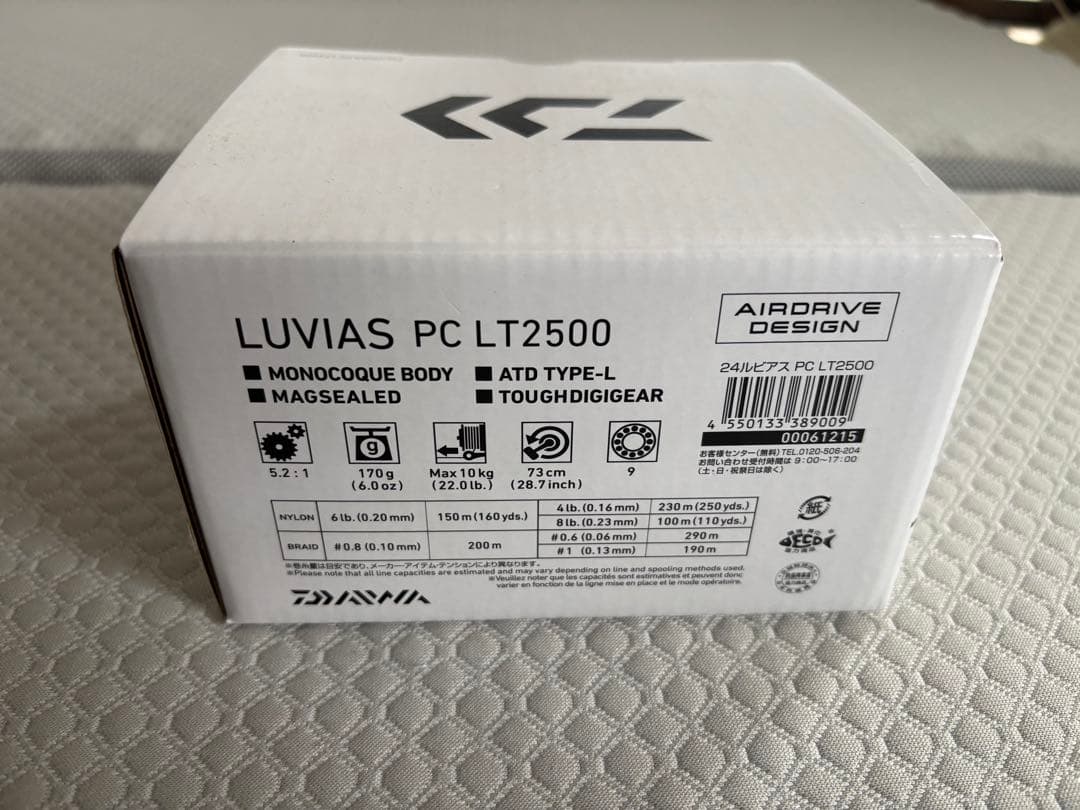 LUVIAS PC LT2500
■ MONOCOQUE BODY ■ ATD TYPE-L
■ MAGSEALED ■ TOUGHDIGIGEAR
5.2 : 1
g
170 g
(6.0 oz)
Max 10 kg
(22.0 lb.)
73 cm
(28.7 inch)
9
AIRDRIVE
DESIGN
24ルビアス PC LT2500
4 550133 389009
00061215
お客様センター(無料) TEL.0120-506-204
お問い合わせ受付時間は 9:00~17:00
(土・日・祝祭日は除く)
NYLON 6 lb. (0.20 mm) 150 m (160 yds.) 4 lb. (0.16 mm) 230 m (250 yds.)
8 lb. (0.23 mm) 100 m (110 yds.)
BRAID #0.8 (0.10 mm) 200 m #0.6 (0.06 mm) 290 m
#1 (0.13 mm) 190 m
※巻糸量は目安であり、メーカー・アイテム・テンションにより異なります。
※Please note that all line capacities are estimated and may vary depending on line and spooling methods used.
※Veuillez noter que les capacités sont estimatives et peuvent donc
varier en fonction de la ligne mise en place et le mode opératoire.
DAIWA
紙
ECO